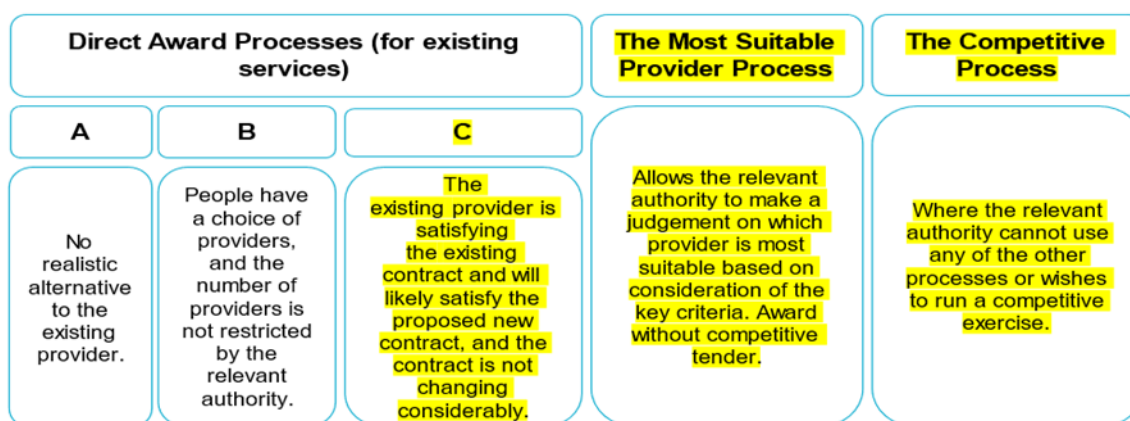 Direct Award Processes (for existing
services)
The Most Suitable
Provider Process
The Competitive
Process
A
B
C
No
realistic
alternative
to the
existing
provider.
People have
a choice of
providers,
and the
number of
providers is
not restricted
by the
relevant
authority.
The
existing provider is
satisfying
the existing
contract and will
likely satisfy the
proposed new
contract, and the
contract is not
changing
considerably.
Allows the relevant
authority to make a
judgement on which
provider is most
suitable based on
consideration of the
key criteria. Award
without competitive
tender.
Where the relevant
authority cannot use
any of the other
processes or wishes
to run a competitive
exercise.